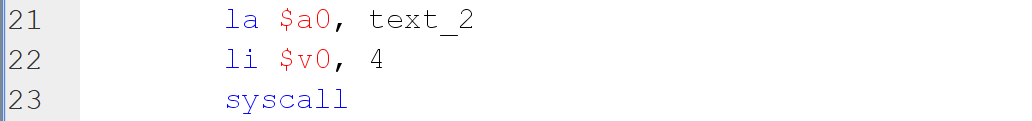 21 la $a0, text_2
22 li $v0, 4
23 syscall